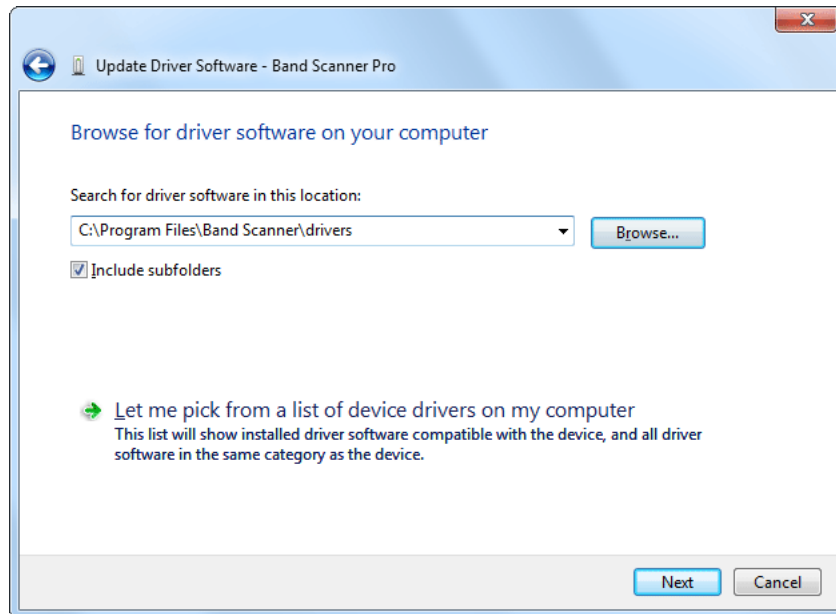 Update Driver Software - Band Scanner Pro
Browse for driver software on your computer
Search for driver software in this location:
C:\Program Files\Band Scanner\drivers
Browse...
Include subfolders
Let me pick from a list of device drivers on my computer
This list will show installed driver software compatible with the device, and all driver
software in the same category as the device.
Next
Cancel